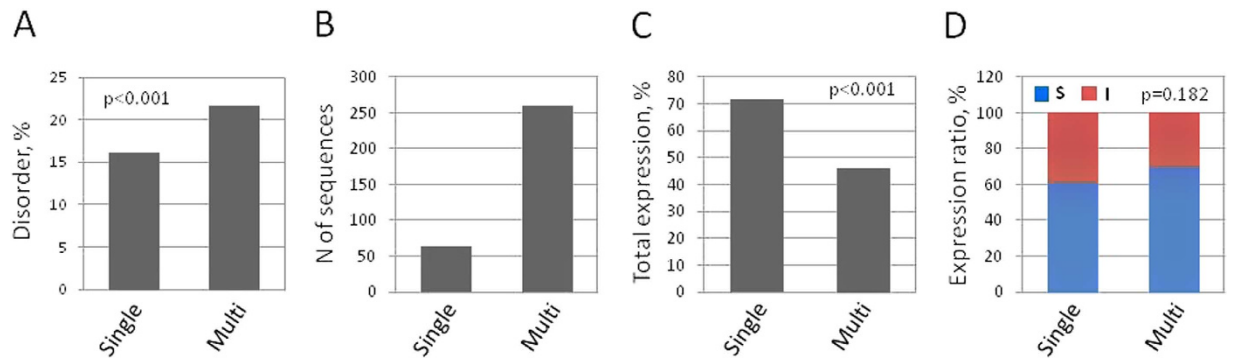 A
B
C
D
Disorder, %
25
20
15
10
5
0
p<0.001
Single
Multi
N of sequences
300
250
200
150
100
50
0
Single
Multi
Total expression, %
80
70
60
50
40
30
20
10
0
p<0.001
Single
Multi
Expression ratio, %
120
100
80
60
40
20
0
S I p=0.182
Single
Multi